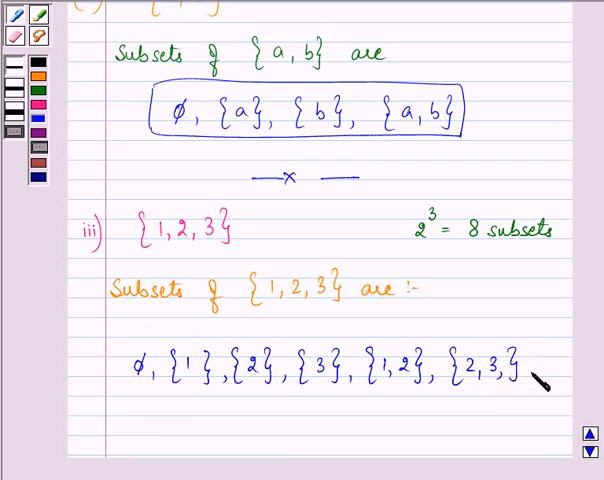 Subsets of {a, b} are
φ, {a}, {b}, {a, b}
—x—
iii) {1, 2, 3} 2³ = 8 subsets
Subsets of {1, 2, 3} are :-
φ, {1}, {2}, {3}, {1, 2}, {2, 3,}